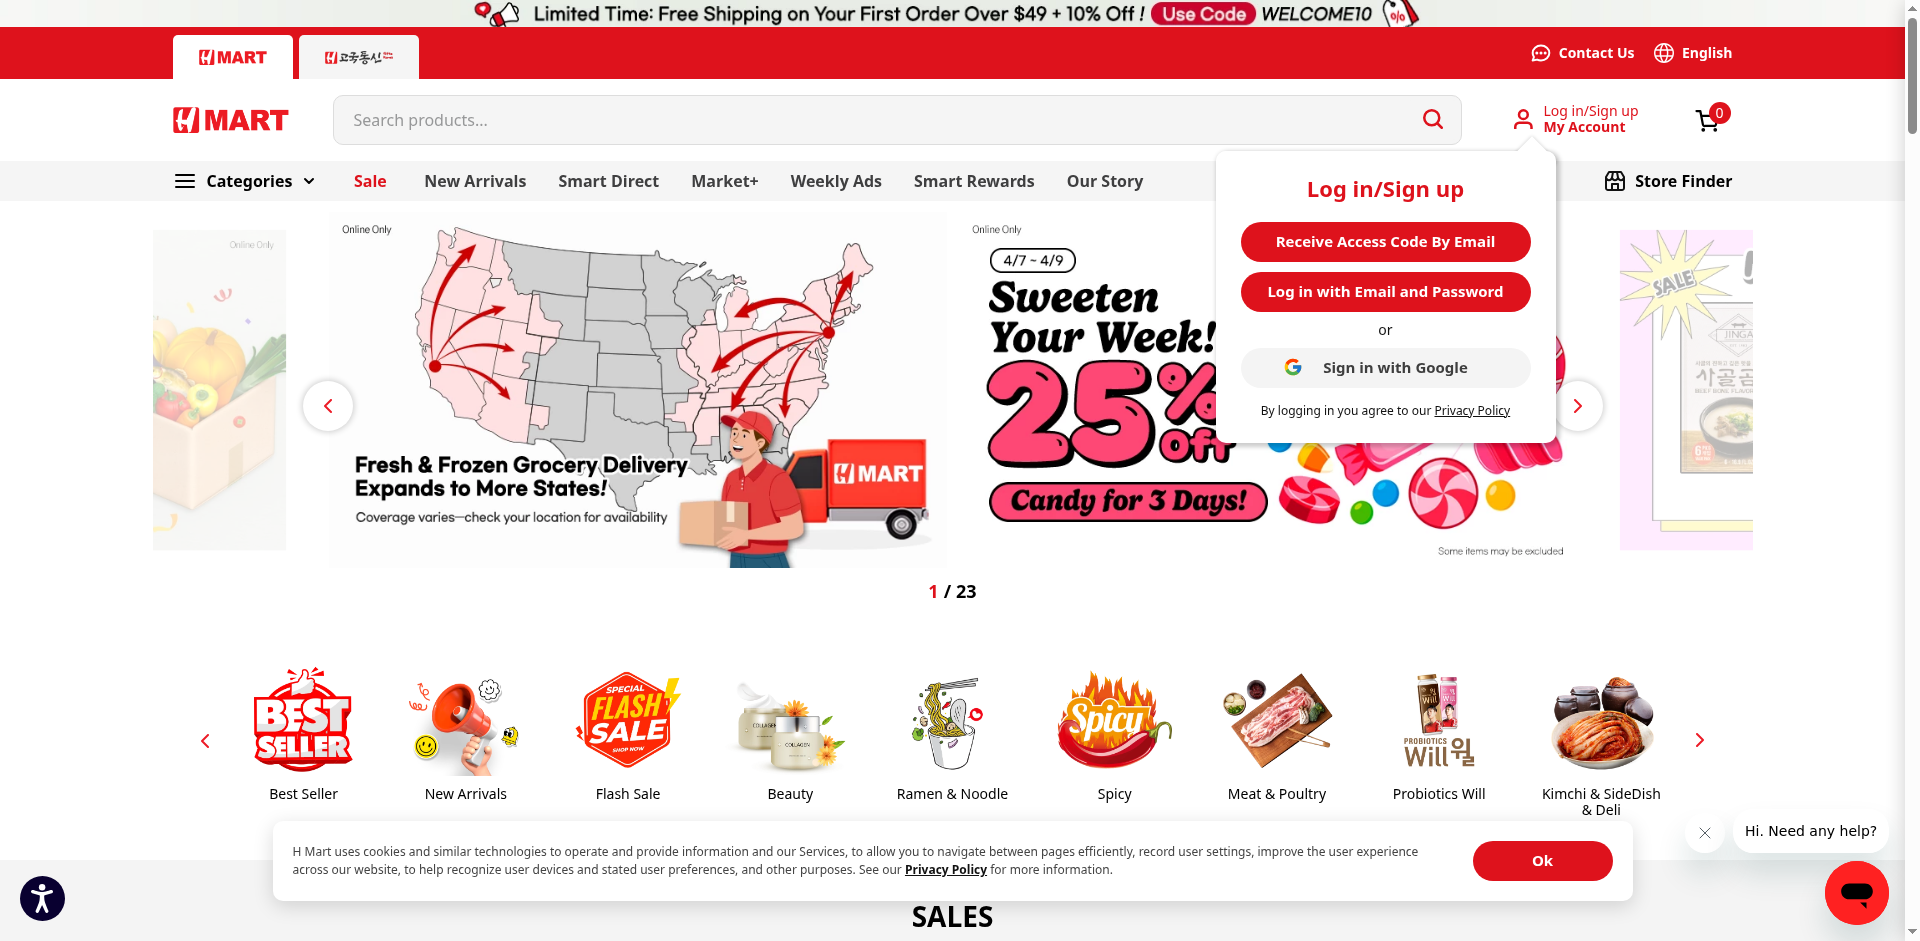 Limited Time: Free Shipping on Your First Order Over $49 + 10% Off ! Use Code WELCOME10 %
H MART
고국통신
Contact Us
English
H MART
Search products...
Log in/Sign up
My Account
0
Categories
Sale
New Arrivals
Smart Direct
Market+
Weekly Ads
Smart Rewards
Our Story
Store Finder
Log in/Sign up
Receive Access Code By Email
Log in with Email and Password
or
Sign in with Google
By logging in you agree to our Privacy Policy
Online Only
Online Only
Fresh & Frozen Grocery Delivery
Expands to More States!
Coverage varies—check your location for availability
H MART
Online Only
4/7 ~ 4/9
Sweeten
Your Week!
25%
Off
Candy for 3 Days!
Some items may be excluded
SALE
JINGA
사골곰
1 / 23
BEST
SELLER
Best Seller
New Arrivals
SPECIAL
FLASH
SALE
SHOP NOW
Flash Sale
COLLAGEN
COLLAGEN
Beauty
Ramen & Noodle
Spicy
Spicy
Meat & Poultry
Will
Will
PROBIOTICS
Will 윌
Probiotics Will
Kimchi & SideDish
& Deli
H Mart uses cookies and similar technologies to operate and provide information and our Services, to allow you to navigate between pages efficiently, record user settings, improve the user experience
across our website, to help recognize user devices and stated user preferences, and other purposes. See our Privacy Policy for more information.
Ok
Hi. Need any help?
SALES